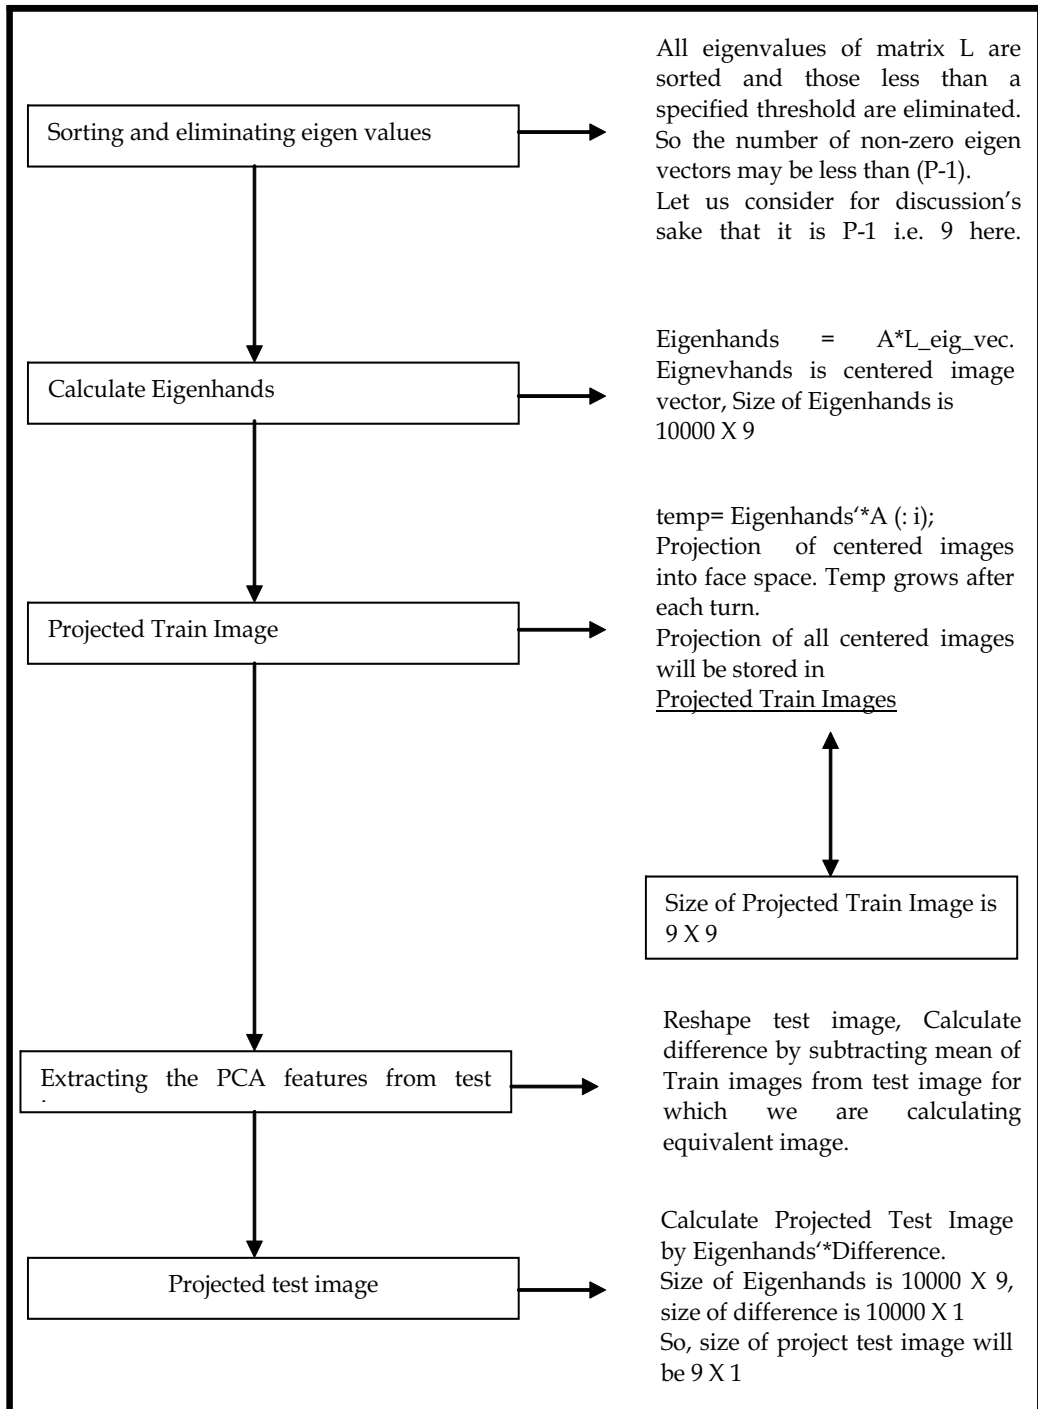 Sorting and eliminating eigen values
All eigenvalues of matrix L are
sorted and those less than a
specified threshold are eliminated.
So the number of non-zero eigen
vectors may be less than (P-1).
Let us consider for discussion's
sake that it is P-1 i.e. 9 here.
Calculate Eigenhands
Eigenhands = A*L_eig_vec.
Eignevhands is centered image
vector, Size of Eigenhands is
10000 X 9
Projected Train Image
temp= Eigenhands‘*A (: i);
Projection of centered images
into face space. Temp grows after
each turn.
Projection of all centered images
will be stored in
Projected Train Images
Size of Projected Train Image is
9 X 9
Extracting the PCA features from test
Reshape test image, Calculate
difference by subtracting mean of
Train images from test image for
which we are calculating
equivalent image.
Projected test image
Calculate Projected Test Image
by Eigenhands‘*Difference.
Size of Eigenhands is 10000 X 9,
size of difference is 10000 X 1
So, size of project test image will
be 9 X 1